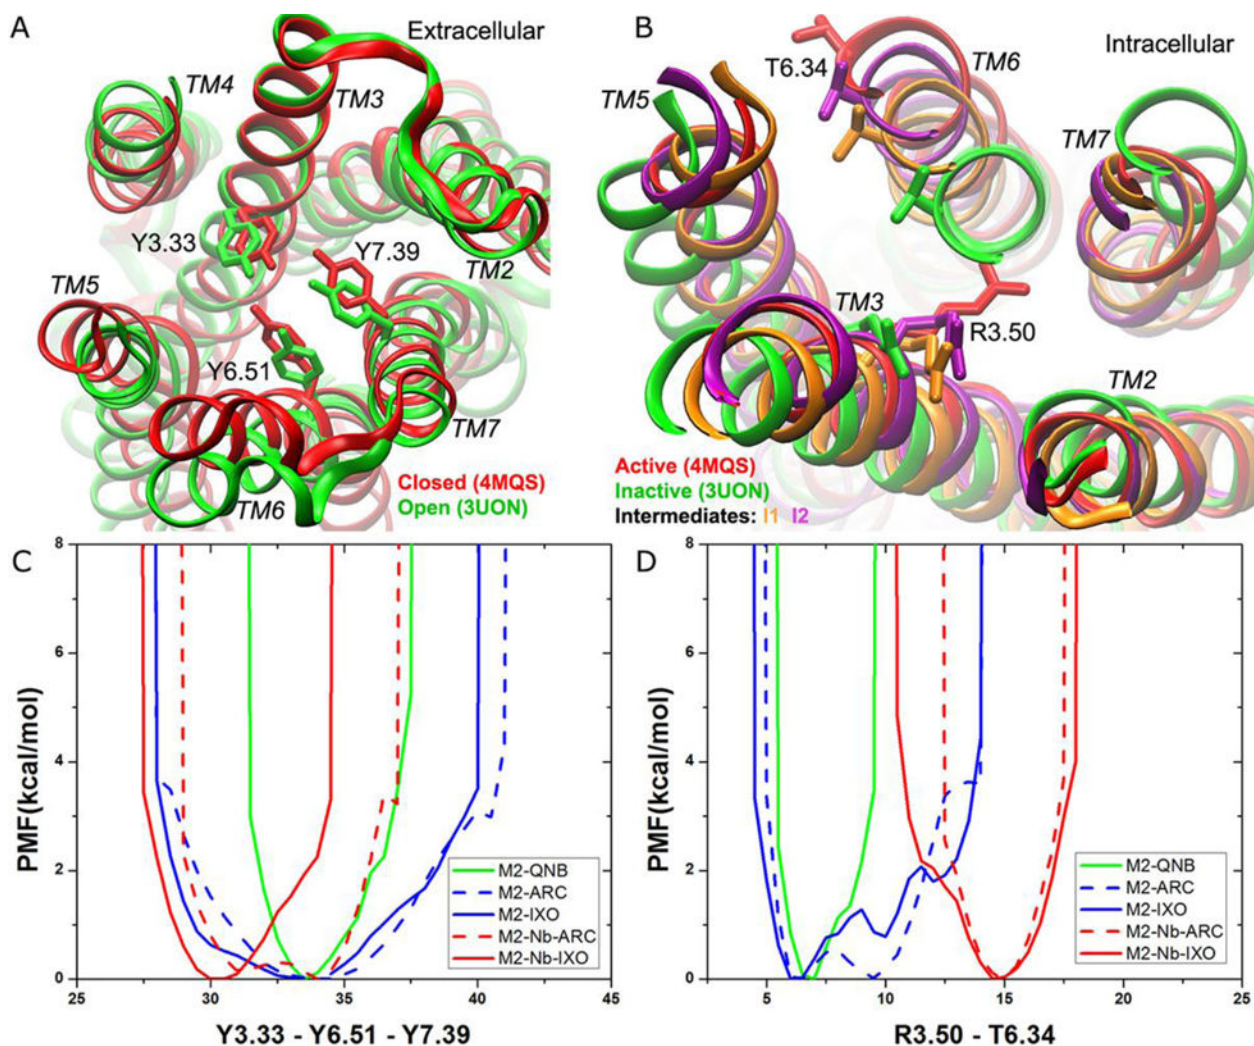 A
Extracellular
TM4
TM3
Y3.33
Y7.39
TM2
TM5
Y6.51
TM7
TM6
Closed (4MQS)
Open (3UON)
B
Intracellular
T6.34
TM6
TM5
TM7
TM3
R3.50
TM2
Active (4MQS)
Inactive (3UON)
Intermediates: I1 I2
C
PMF(kcal/mol)
8
6
4
2
0
25 30 35 40 45
Y3.33 - Y6.51 - Y7.39
M2-QNB
M2-ARC
M2-IXO
M2-Nb-ARC
M2-Nb-IXO
D
PMF(kcal/mol)
8
6
4
2
0
5 10 15 20 25
R3.50 - T6.34
M2-QNB
M2-ARC
M2-IXO
M2-Nb-ARC
M2-Nb-IXO